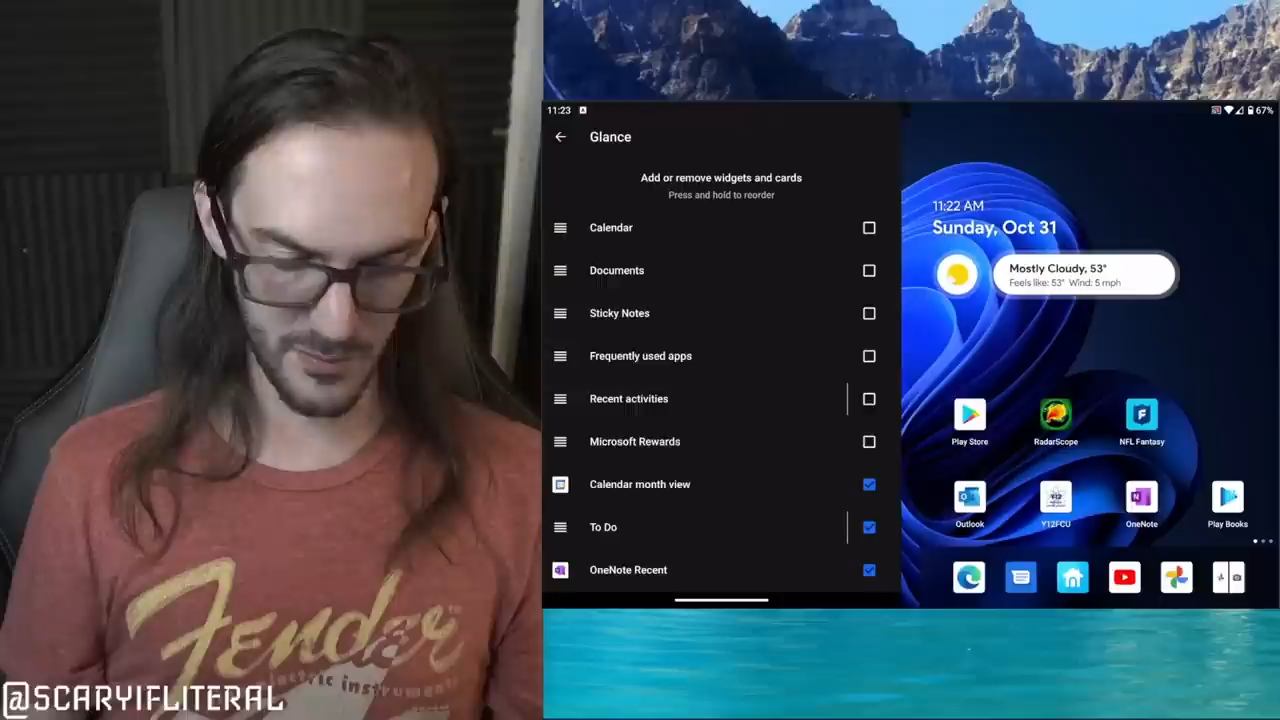 11:23
67%
Glance
Add or remove widgets and cards
Press and hold to reorder
Calendar
Documents
Sticky Notes
Frequently used apps
Recent activities
Microsoft Rewards
Calendar month view
To Do
OneNote Recent
11:22 AM
Sunday, Oct 31
Mostly Cloudy, 53°
Feels like: 53° Wind: 5 mph
Play Store
RadarScope
NFL Fantasy
Outlook
Y12FCU
OneNote
Play Books
Fender
electric instruments
@SCARYIFLITERAL